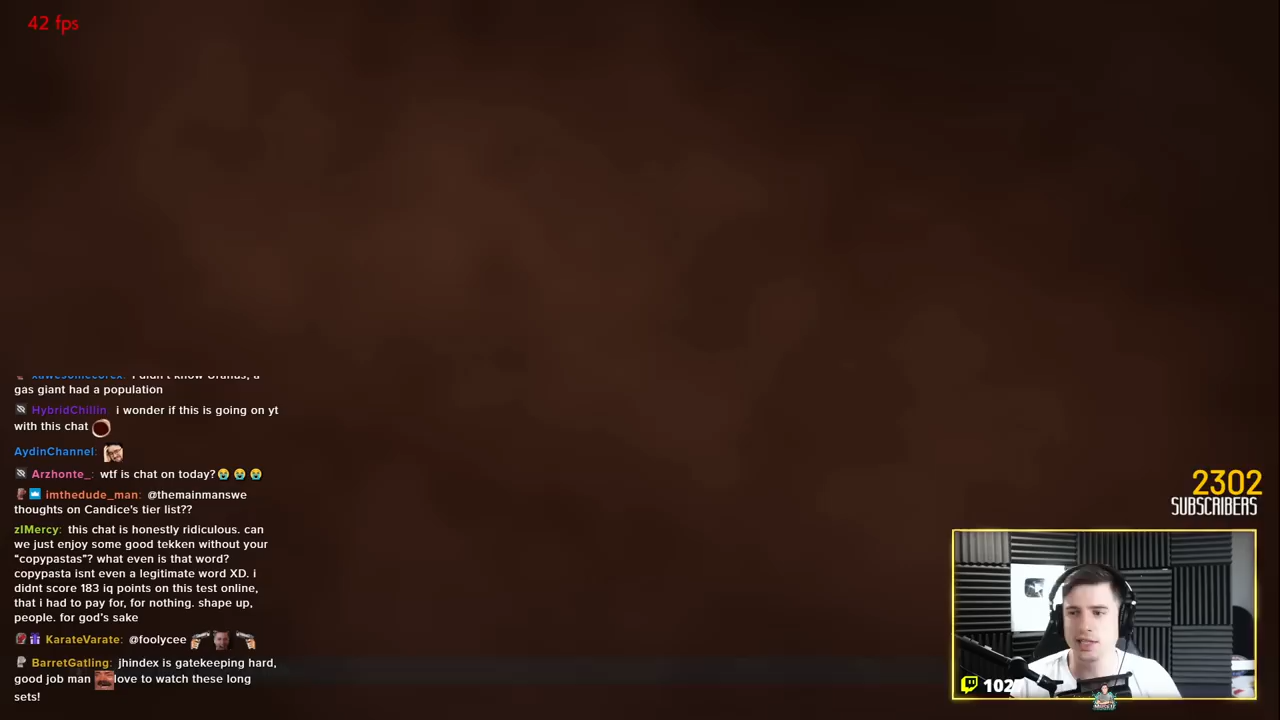 42 fps
gas giant had a population
HybridChillin: i wonder if this is going on yt
with this chat
AydinChannel:
Arzhonte_: wtf is chat on today?😭 😭 😭
imthedude_man: @themainmanswe
thoughts on Candice's tier list??
zlMercy: this chat is honestly ridiculous. can
we just enjoy some good tekken without your
"copypastas"? what even is that word?
copypasta isnt even a legitimate word XD. i
didnt score 183 iq points on this test online,
that i had to pay for, for nothing. shape up,
people. for god's sake
KarateVarate: @foolycee
BarretGatling: jhindex is gatekeeping hard,
good job man love to watch these long
sets!
2302
SUBSCRIBERS